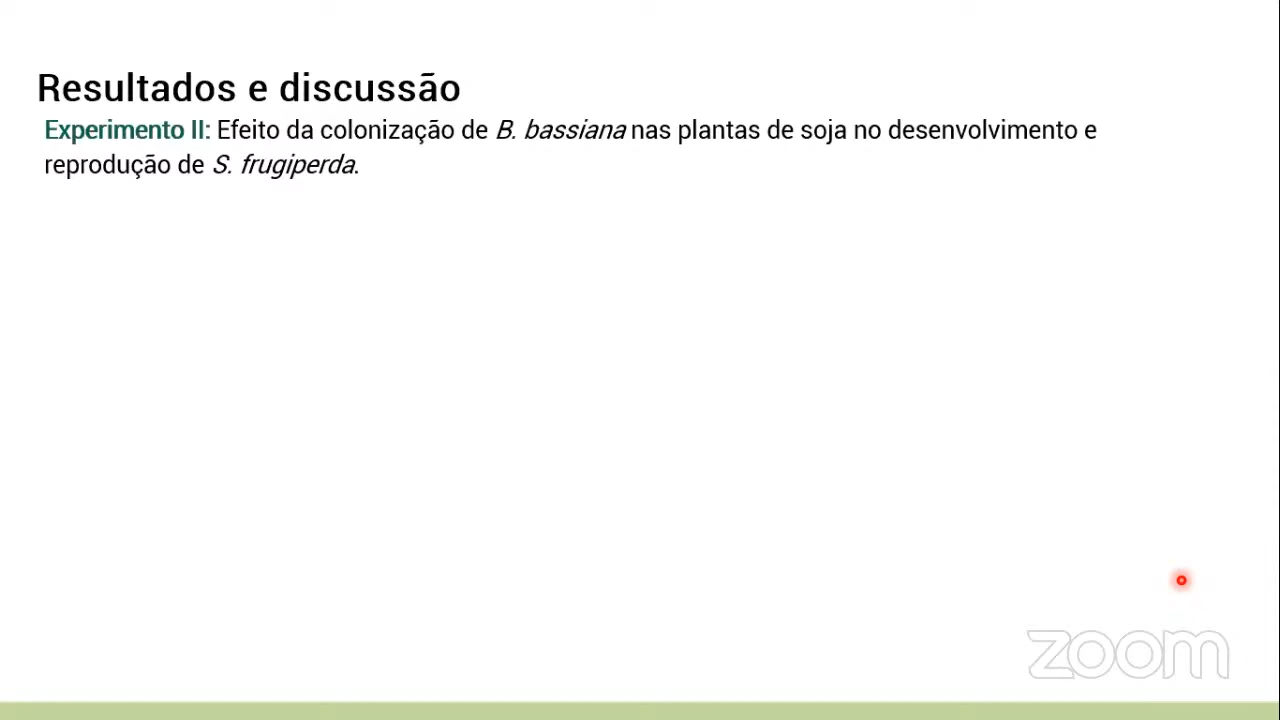 Resultados e discussão
Experimento II: Efeito da colonização de B. bassiana nas plantas de soja no desenvolvimento e
reprodução de S. frugiperda.
zoom